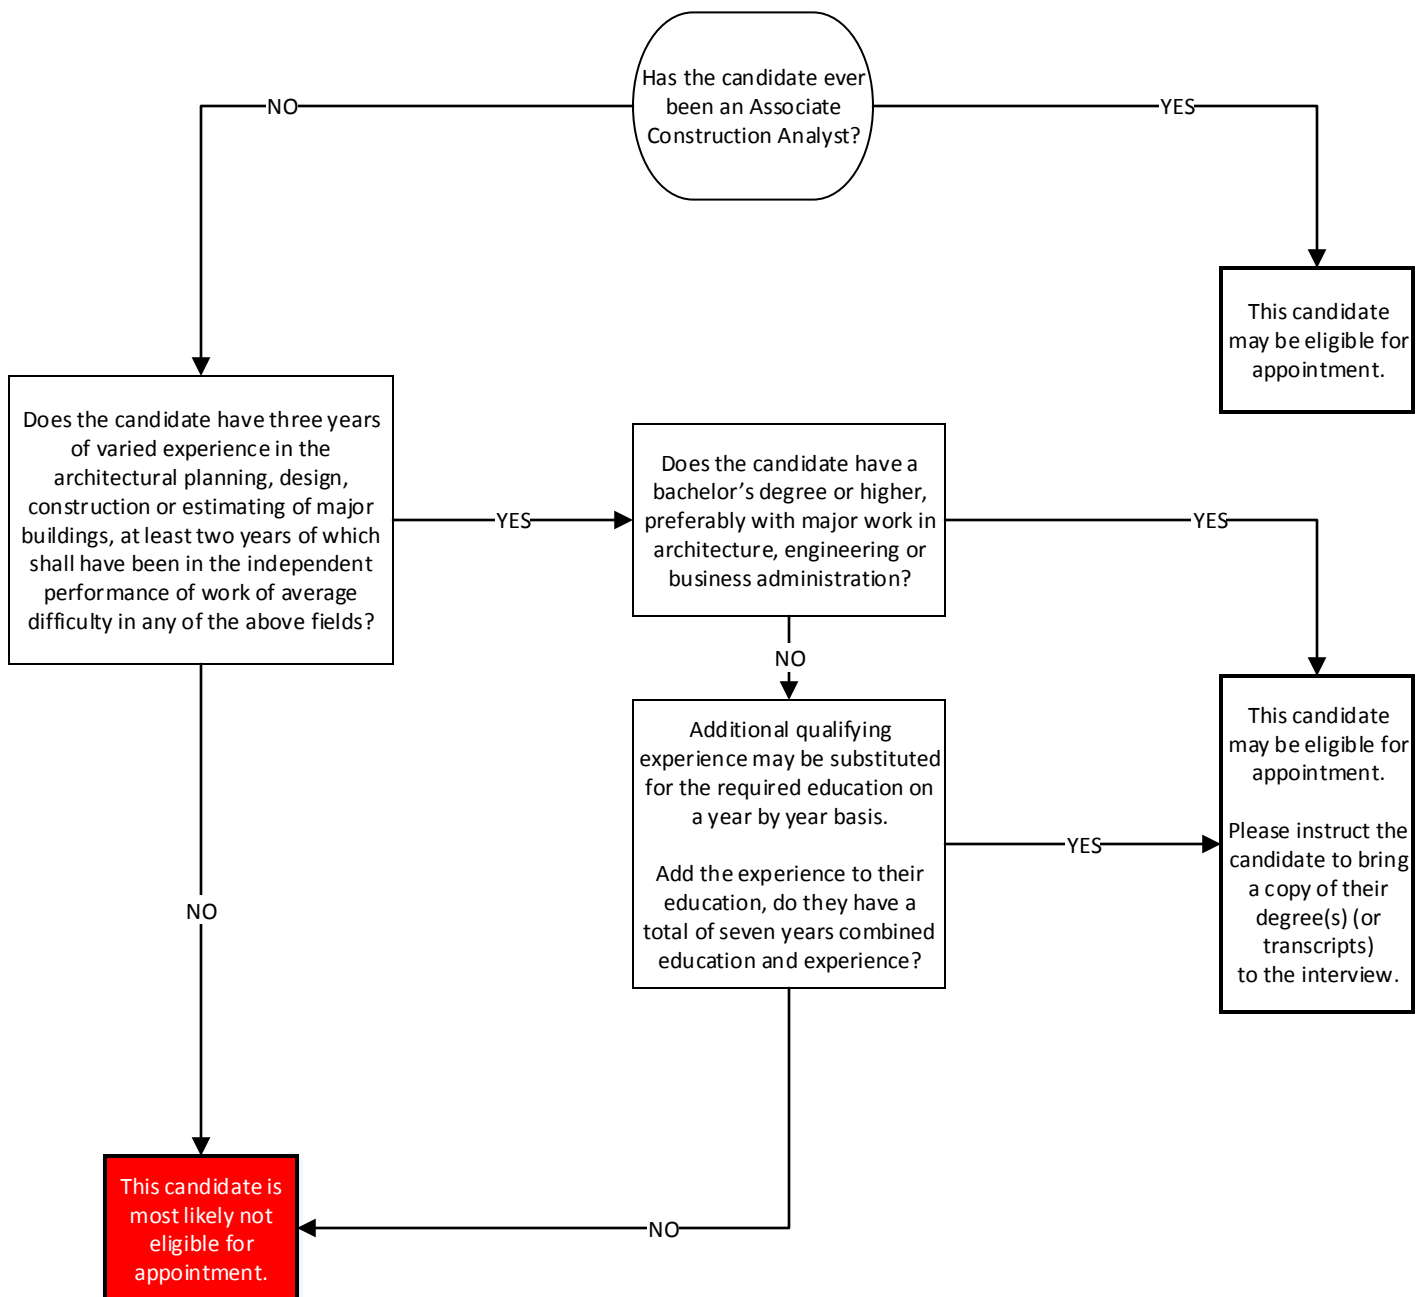 Has the candidate ever
been an Associate
Construction Analyst?
NO
YES
This candidate
may be eligible for
appointment.
Does the candidate have three years
of varied experience in the
architectural planning, design,
construction or estimating of major
buildings, at least two years of which
shall have been in the independent
performance of work of average
difficulty in any of the above fields?
YES
Does the candidate have a
bachelor's degree or higher,
preferably with major work in
architecture, engineering or
business administration?
YES
NO
Additional qualifying
experience may be substituted
for the required education on
a year by year basis.
Add the experience to their
education, do they have a
total of seven years combined
education and experience?
YES
This candidate
may be eligible for
appointment.
Please instruct the
candidate to bring
a copy of their
degree(s) (or
transcripts)
to the interview.
NO
NO
This candidate is
most likely not
eligible for
appointment.